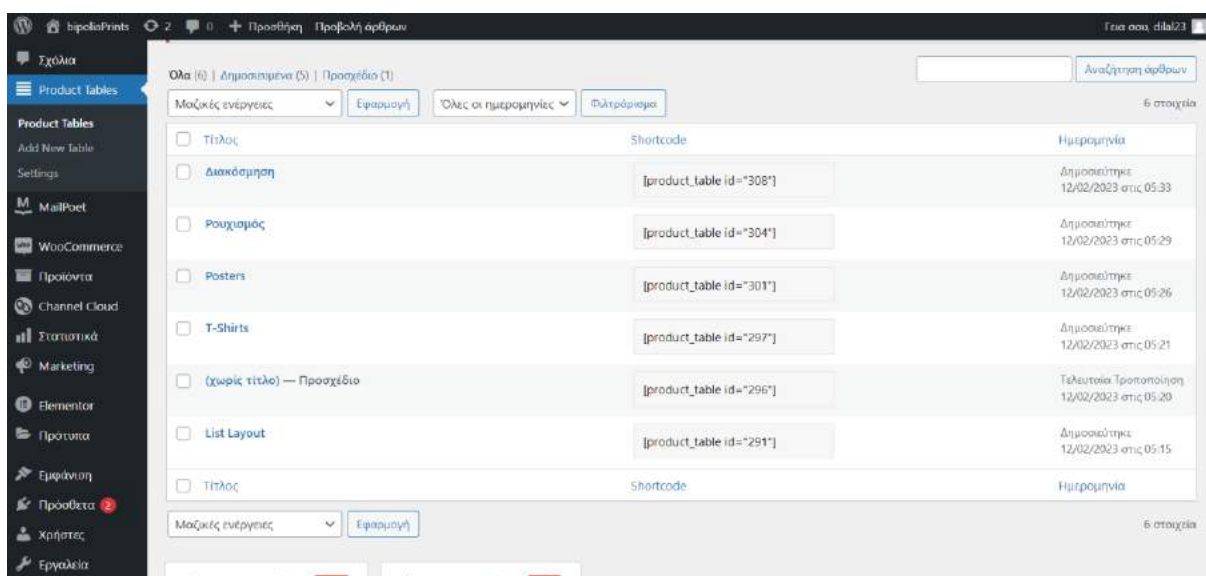 bipoliaPrints 2 0 Προσθήκη Προβολή άρθρων Γεια σου, dilal23
Σχόλια
Product Tables
Product Tables
Add New Table
Settings
MailPoet
WooCommerce
Προϊόντα
Channel Cloud
Στατιστικά
Marketing
Elementor
Πρότυπα
Εμφάνιση
Πρόσθετα 2
Χρήστες
Εργαλεία
Όλα (6) | Δημοσιευμένα (5) | Προσχέδιο (1)
Αναζήτηση άρθρων
Μαζικές ενέργειες Εφαρμογή Όλες οι ημερομηνίες Φιλτράρισμα 6 στοιχεία
Τίτλος Shortcode Ημερομηνία
Διακόσμηση [product_table id="308"] Δημοσιεύτηκε
12/02/2023 στις 05:33
Ρουχισμός [product_table id="304"] Δημοσιεύτηκε
12/02/2023 στις 05:29
Posters [product_table id="301"] Δημοσιεύτηκε
12/02/2023 στις 05:26
T-Shirts [product_table id="297"] Δημοσιεύτηκε
12/02/2023 στις 05:21
(χωρίς τίτλο) — Προσχέδιο [product_table id="296"] Τελευταία Τροποποίηση
12/02/2023 στις 05:20
List Layout [product_table id="291"] Δημοσιεύτηκε
12/02/2023 στις 05:15
Τίτλος Shortcode Ημερομηνία
Μαζικές ενέργειες Εφαρμογή 6 στοιχεία